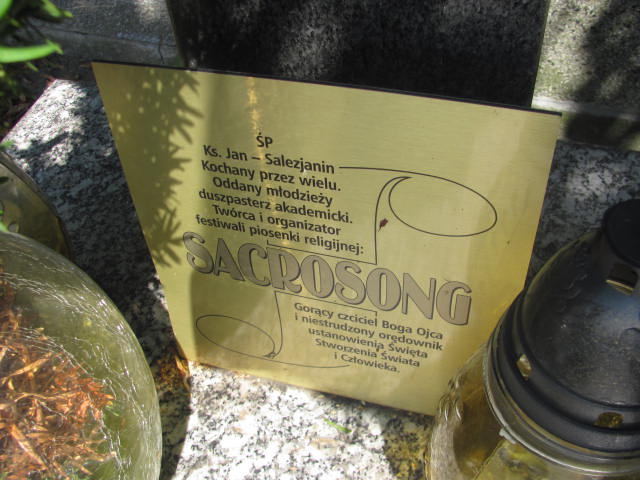 ŚP
Ks. Jan – Salezjanin
Kochany przez wielu.
Oddany młodzieży
duszpasterz akademicki.
Twórca i organizator
festiwali piosenki religijnej:
SACROSONG
Gorący czciciel Boga Ojca
i niestrudzony orędownik
ustanowienia Święta
Stworzenia Świata
i Człowieka.